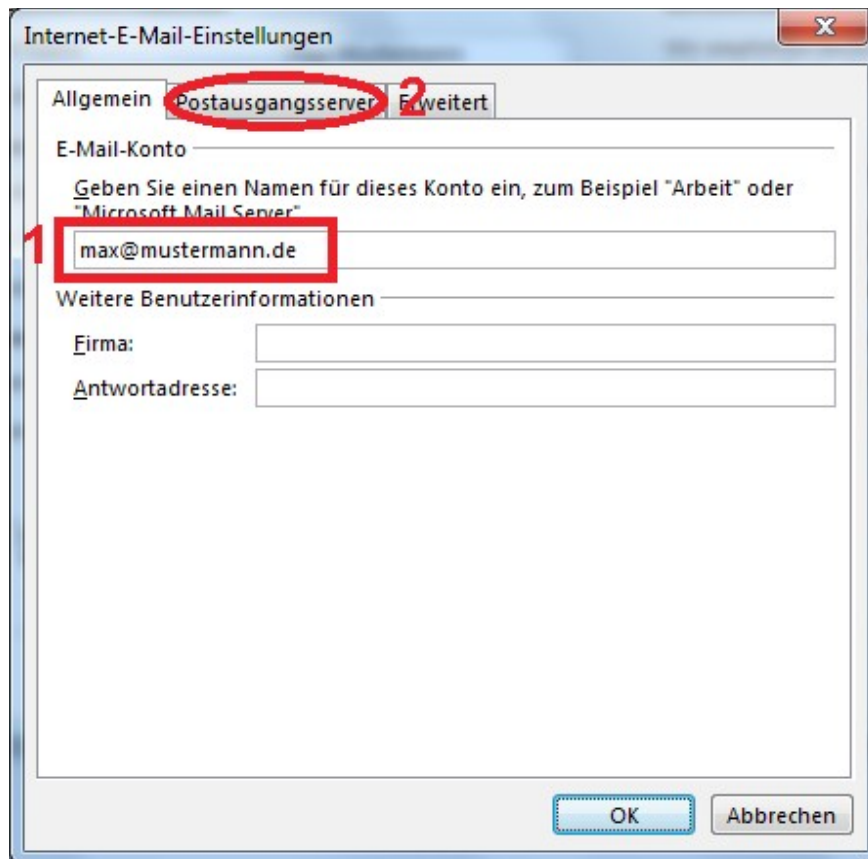 Internet-E-Mail-Einstellungen
X
Allgemein Postausgangsserver 2 Erweitert
E-Mail-Konto
Geben Sie einen Namen für dieses Konto ein, zum Beispiel "Arbeit" oder
"Microsoft Mail Server"
1 max@mustermann.de
Weitere Benutzerinformationen
Firma:
Antwortadresse:
OK Abbrechen